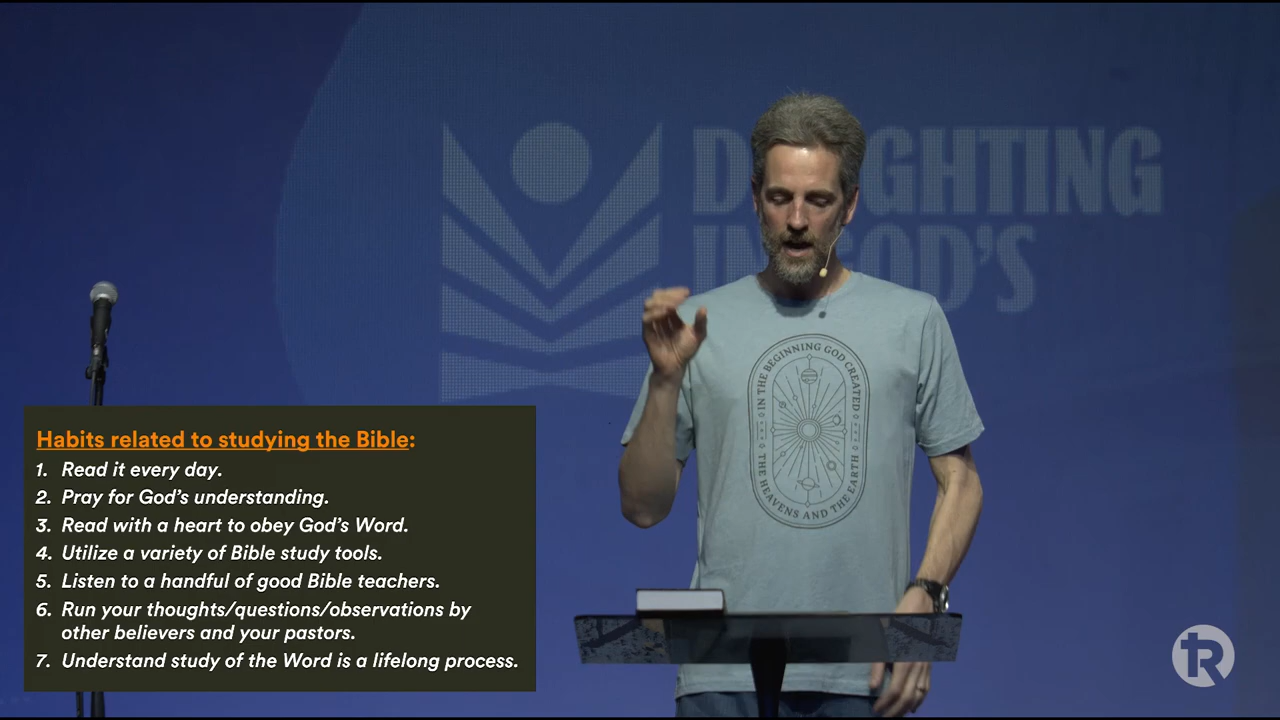 DELIGHTING
IN GOD'S
IN THE BEGINNING GOD CREATED
THE HEAVENS AND THE EARTH
Habits related to studying the Bible:
1. Read it every day.
2. Pray for God's understanding.
3. Read with a heart to obey God's Word.
4. Utilize a variety of Bible study tools.
5. Listen to a handful of good Bible teachers.
6. Run your thoughts/questions/observations by
other believers and your pastors.
7. Understand study of the Word is a lifelong process.
R